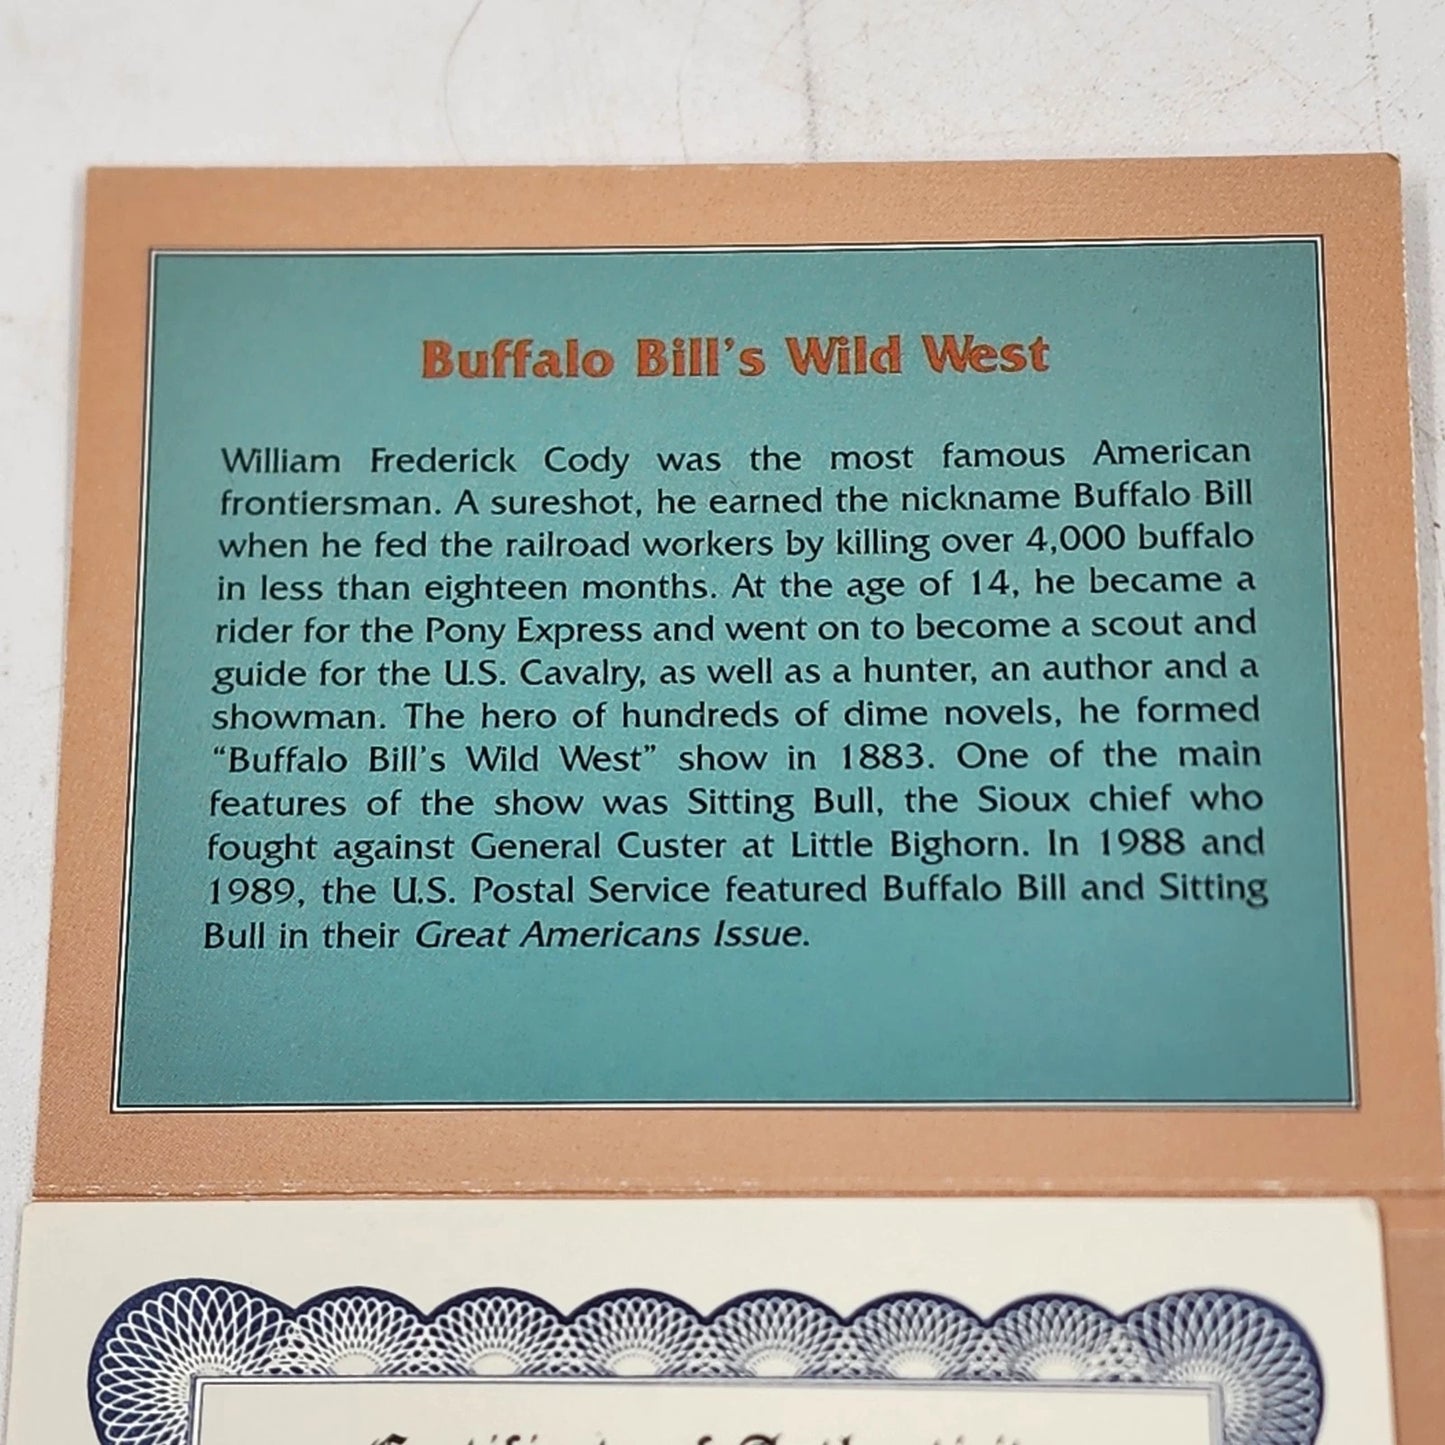 Buffalo Bill's Wild West
William Frederick Cody was the most famous American
frontiersman. A sureshot, he earned the nickname Buffalo Bill
when he fed the railroad workers by killing over 4,000 buffalo
in less than eighteen months. At the age of 14, he became a
rider for the Pony Express and went on to become a scout and
guide for the U.S. Cavalry, as well as a hunter, an author and a
showman. The hero of hundreds of dime novels, he formed
“Buffalo Bill's Wild West” show in 1883. One of the main
features of the show was Sitting Bull, the Sioux chief who
fought against General Custer at Little Bighorn. In 1988 and
1989, the U.S. Postal Service featured Buffalo Bill and Sitting
Bull in their Great Americans Issue.